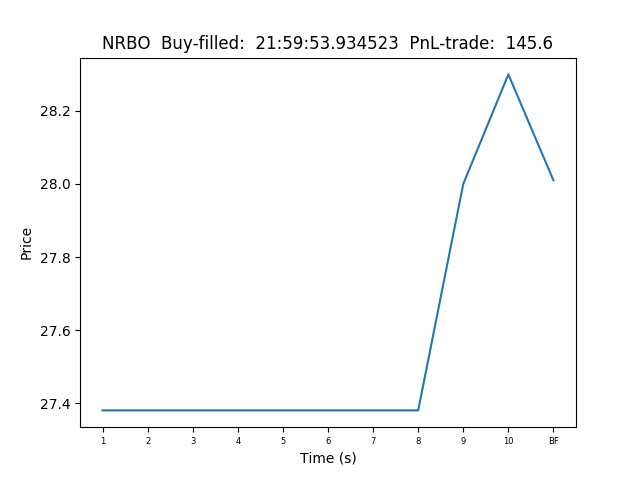 NRBO  Buy-filled:  21:59:53.934523  PnL-trade:  145.6
28.2
28.0
27.8
27.6
27.4
Price
1 2 3 4 5 6 7 8 9 10 BF
Time (s)